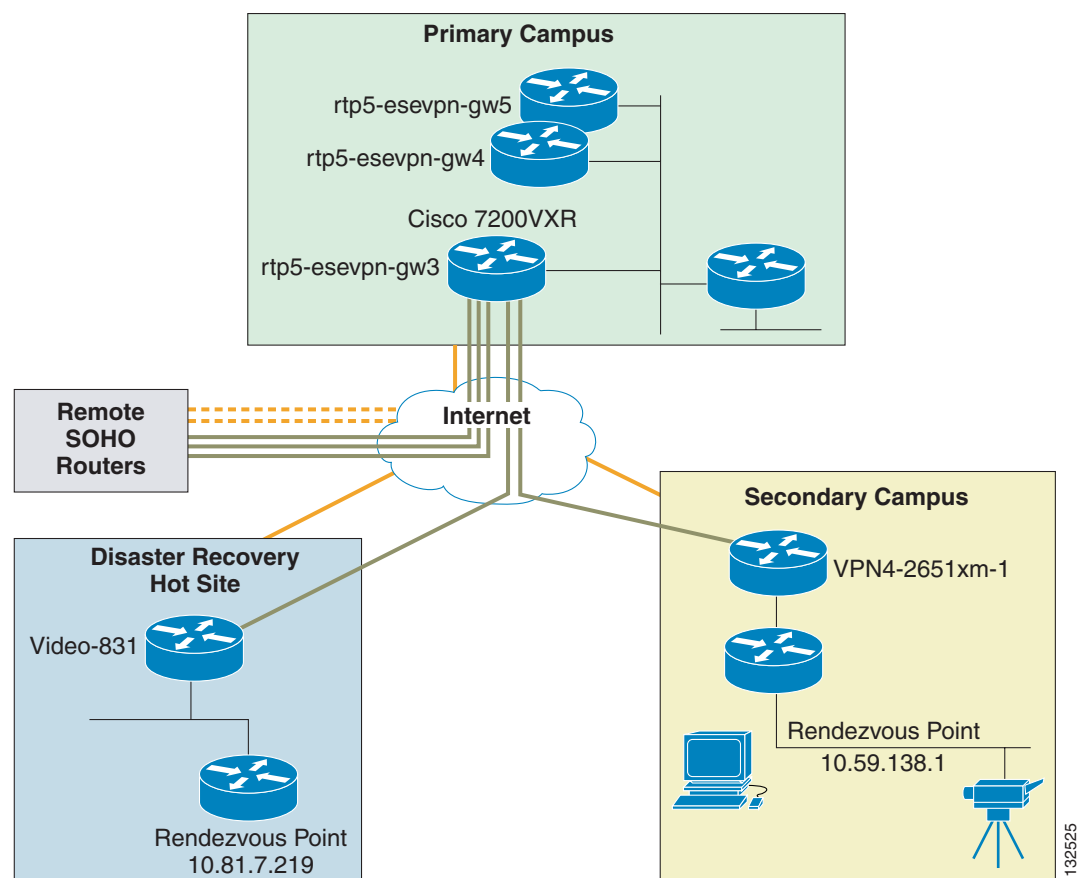 Primary Campus
rtp5-esevpn-gw5
rtp5-esevpn-gw4
Cisco 7200VXR
rtp5-esevpn-gw3
Internet
Remote
SOHO
Routers
Secondary Campus
VPN4-2651xm-1
Rendezvous Point
10.59.138.1
Disaster Recovery
Hot Site
Video-831
Rendezvous Point
10.81.7.219
132525